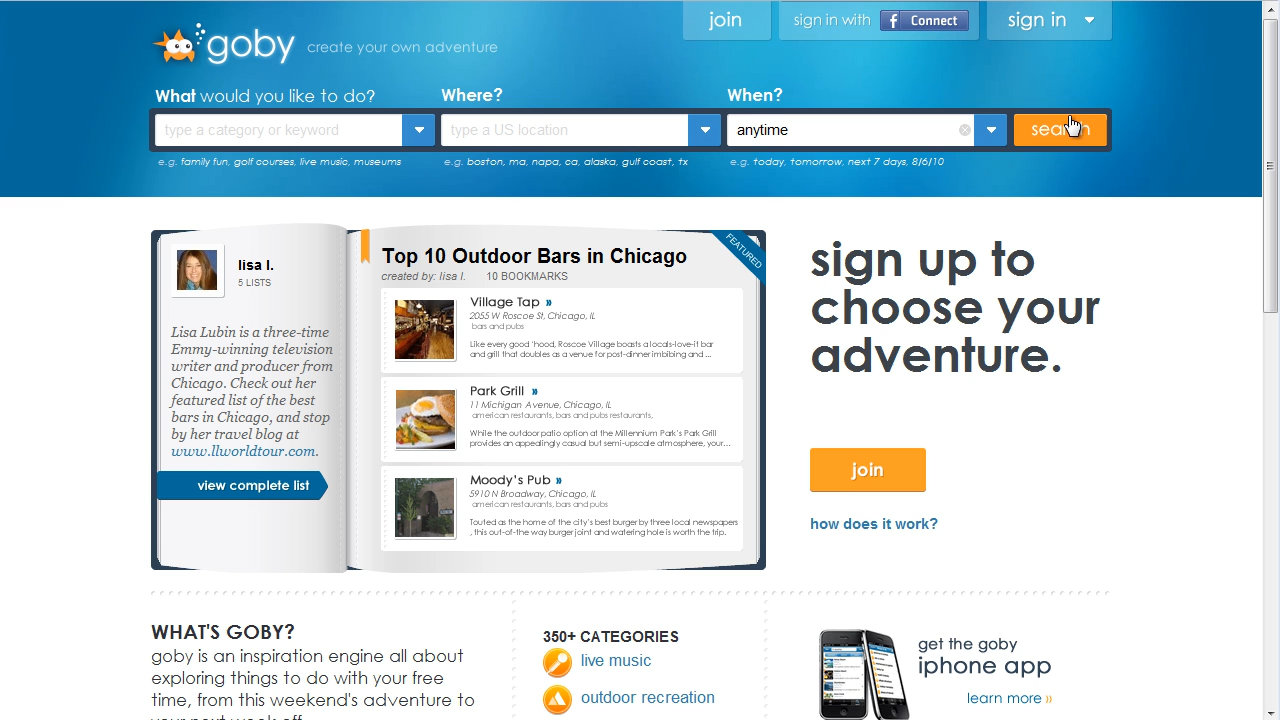 goby create your own adventure
join
sign in with f Connect
sign in
What would you like to do?
Where?
When?
type a category or keyword
type a US location
anytime
search
e.g. family fun, golf courses, live music, museums
e.g. boston, ma, napa, ca, alaska, gulf coast, tx
e.g. today, tomorrow, next 7 days, 8/6/10
lisa l.
5 LISTS
Lisa Lubin is a three-time
Emmy-winning television
writer and producer from
Chicago. Check out her
featured list of the best
bars in Chicago, and stop
by her travel blog at
www.llworldtour.com.
view complete list
FEATURED
Top 10 Outdoor Bars in Chicago
created by: lisa l. 10 BOOKMARKS
Village Tap »
2055 W Roscoe St, Chicago, IL
bars and pubs
Like every good 'hood, Roscoe Village boasts a locals-love-it bar
and grill that doubles as a venue for post-dinner imbibing and ...
Park Grill »
11 Michigan Avenue, Chicago, IL
american restaurants, bars and pubs restaurants,
While the outdoor patio option at the Millennium Park's Park Grill
provides an appealingly casual but semi-upscale atmosphere, your...
Moody's Pub »
5910 N Broadway, Chicago, IL
american restaurants, bars and pubs
Touted as the home of the city's best burger by three local newspapers
, this out-of-the way burger joint and watering hole is worth the trip.
sign up to
choose your
adventure.
join
how does it work?
WHAT'S GOBY?
goby is an inspiration engine all about
exploring things to do with your free
time, from this weekend's adventure to
your next week off.
350+ CATEGORIES
live music
outdoor recreation
get the goby
iphone app
learn more »